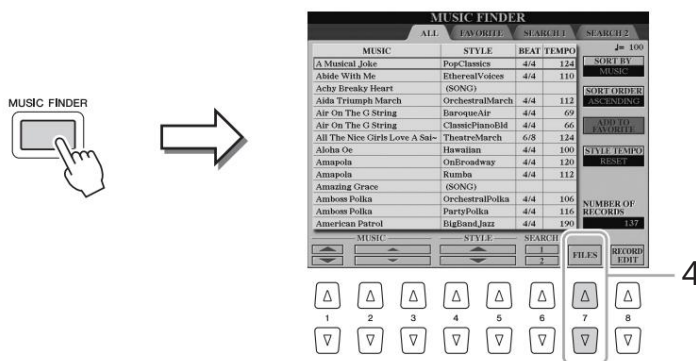 MUSIC FINDER
MUSIC FINDER
ALL FAVORITE SEARCH 1 SEARCH 2
MUSIC STYLE BEAT TEMPO
♩= 100
A Musical Joke PopClassics 4/4 124
Abide With Me EtherealVoices 4/4 110
Achy Breaky Heart (SONG)
Aida Triumph March OrchestralMarch 4/4 112
Air On The G String BaroqueAir 4/4 69
Air On The G String ClassicPianoBld 4/4 66
All The Nice Girls Love A Sai~ TheatreMarch 6/8 124
Aloha Oe Hawaiian 4/4 100
Amapola OnBroadway 4/4 120
Amapola Rumba 4/4 112
Amazing Grace (SONG)
Amboss Polka OrchestralPolka 4/4 106
Amboss Polka PartyPolka 4/4 116
American Patrol BigBandJazz 4/4 190
SORT BY
MUSIC
SORT ORDER
ASCENDING
ADD TO
FAVORITE
STYLE TEMPO
RESET
NUMBER OF
RECORDS
137
MUSIC STYLE SEARCH
1
2
FILES
RECORD
EDIT
4
1 2 3 4 5 6 7 8